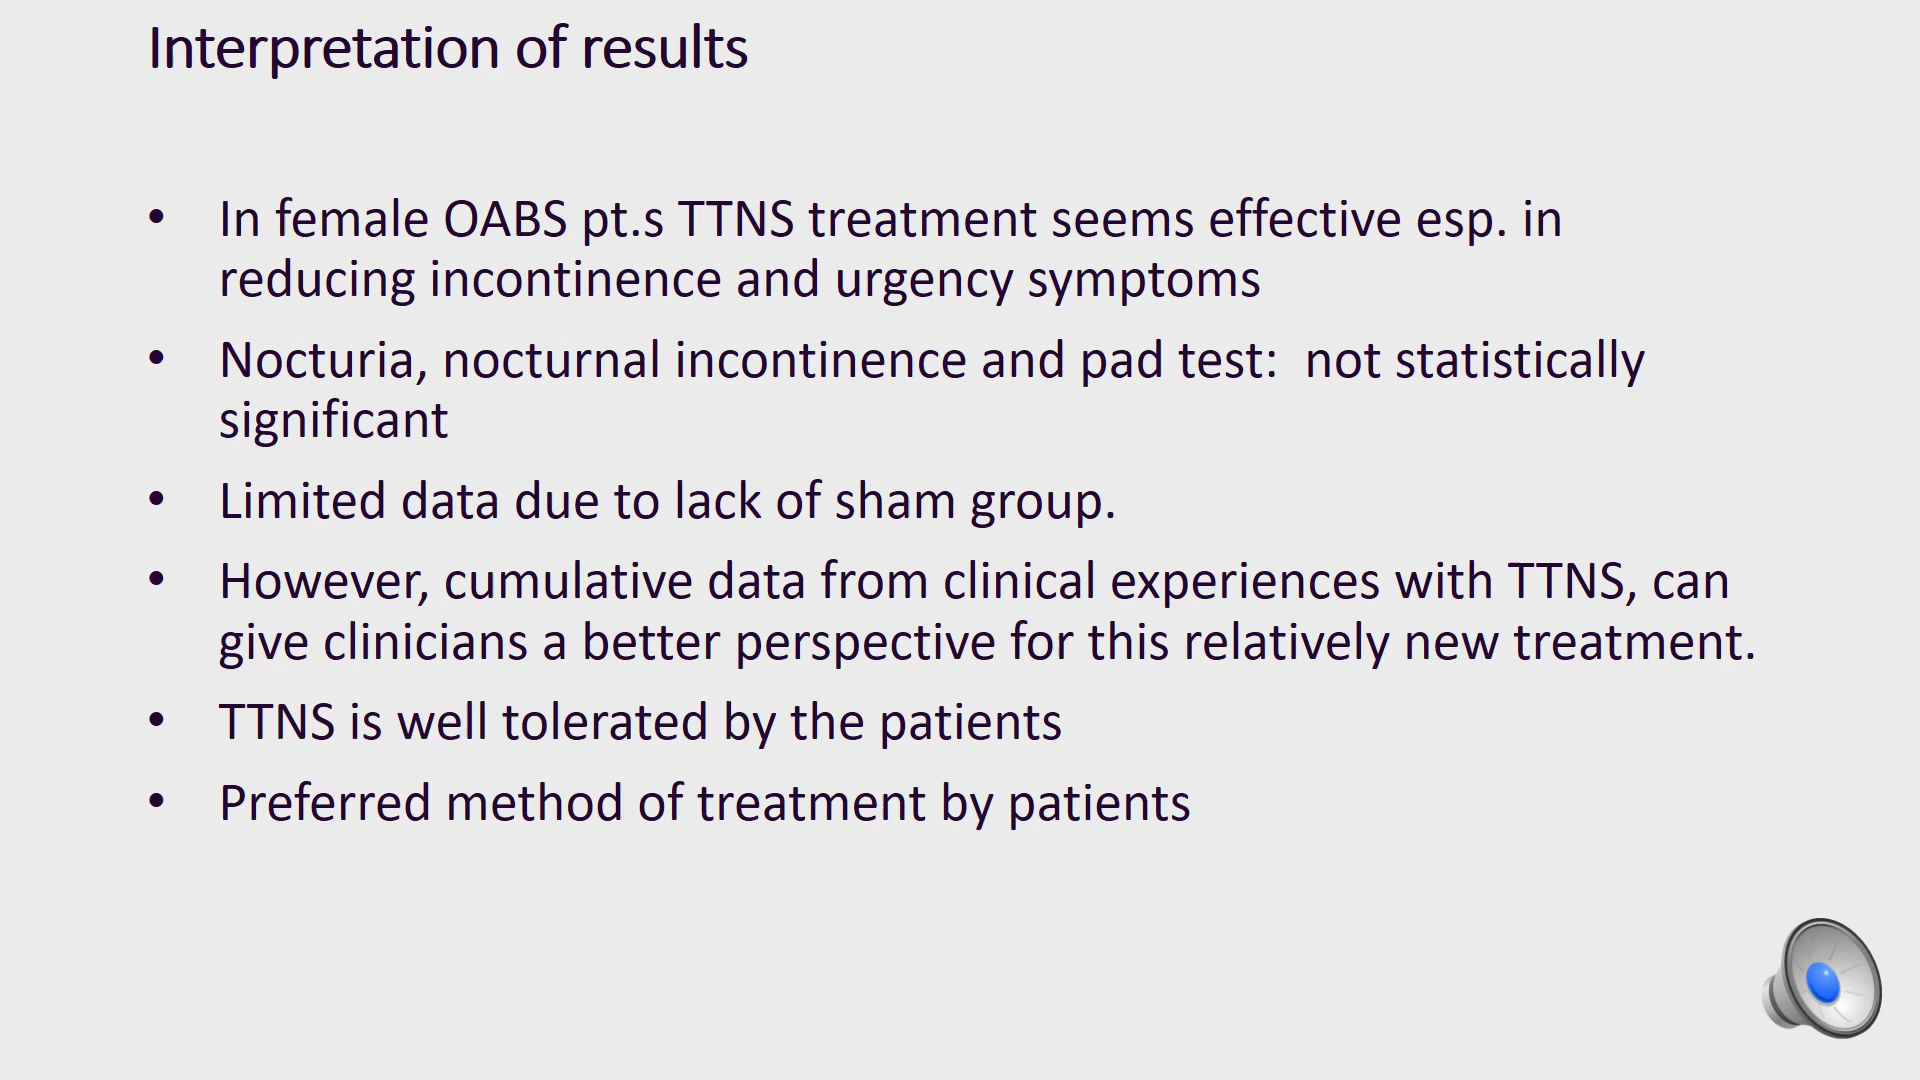 Interpretation of results
• In female OABS pt.s TTNS treatment seems effective esp. in
reducing incontinence and urgency symptoms
• Nocturia, nocturnal incontinence and pad test:  not statistically
significant
• Limited data due to lack of sham group.
• However, cumulative data from clinical experiences with TTNS, can
give clinicians a better perspective for this relatively new treatment.
• TTNS is well tolerated by the patients
• Preferred method of treatment by patients